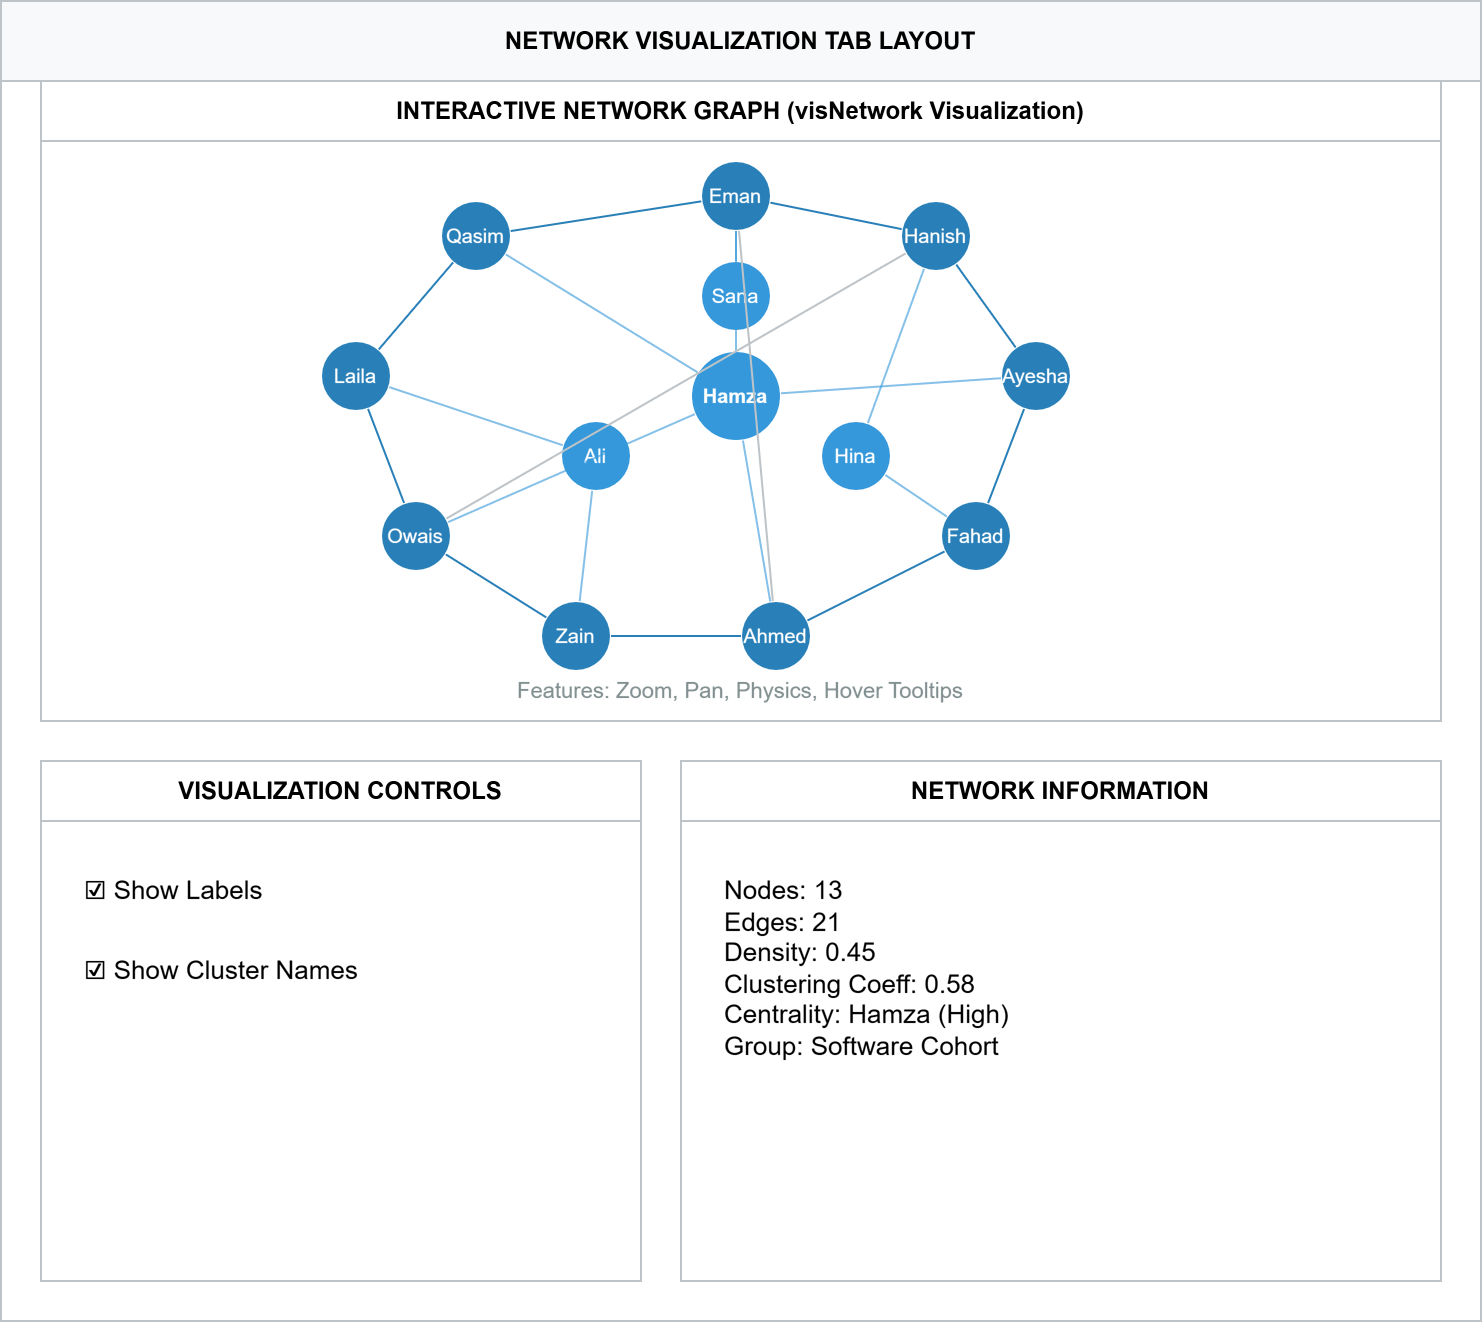 NETWORK VISUALIZATION TAB LAYOUT
INTERACTIVE NETWORK GRAPH (visNetwork Visualization)
Eman
Qasim
Hanish
Sana
Laila
Hamza
Ayesha
Ali
Hina
Owais
Fahad
Zain
Ahmed
Features: Zoom, Pan, Physics, Hover Tooltips
VISUALIZATION CONTROLS
☑ Show Labels
☑ Show Cluster Names
NETWORK INFORMATION
Nodes: 13
Edges: 21
Density: 0.45
Clustering Coeff: 0.58
Centrality: Hamza (High)
Group: Software Cohort